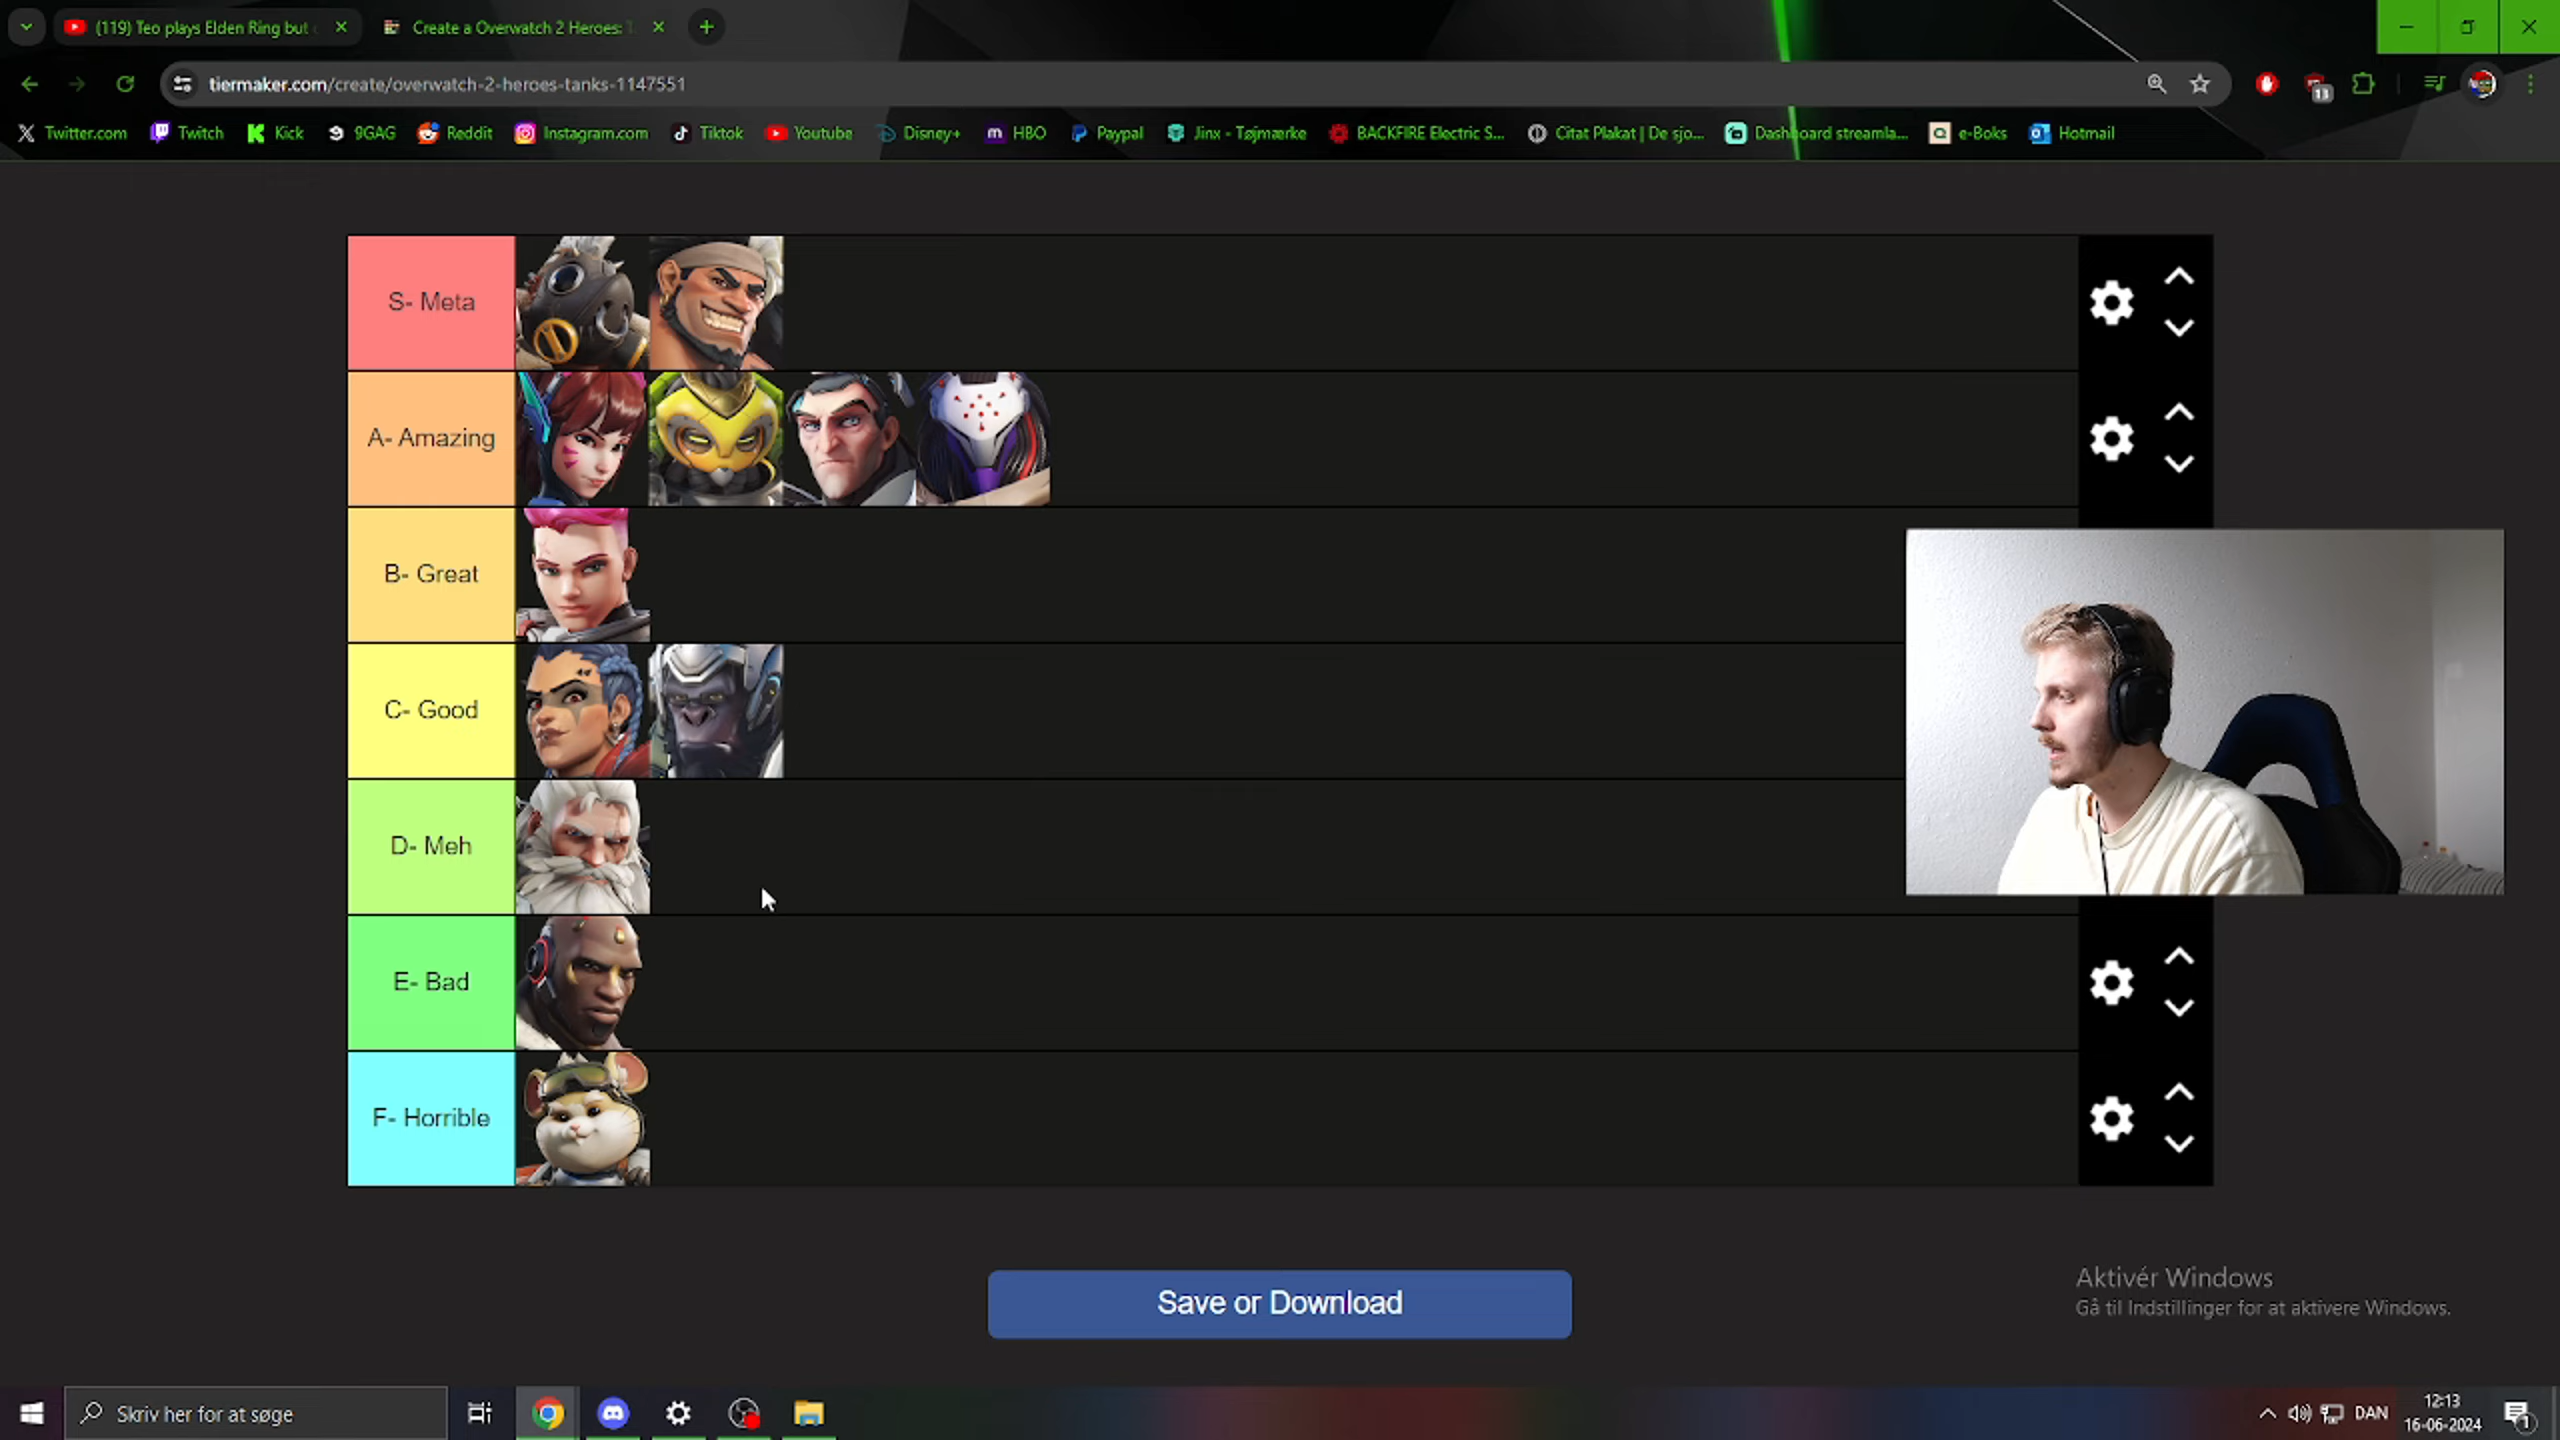 (119) Teo plays Elden Ring but
Create a Overwatch 2 Heroes:
tiermaker.com/create/overwatch-2-heroes-tanks-1147551
13
Twitter.com
Twitch
Kick
9GAG
Reddit
Instagram.com
Tiktok
Youtube
Disney+
HBO
Paypal
Jinx - Tøjmærke
BACKFIRE Electric S...
Citat Plakat | De sjo...
Dashboard streamla...
e-Boks
Hotmail
S- Meta
A- Amazing
B- Great
C- Good
D- Meh
E- Bad
F- Horrible
Save or Download
Aktivér Windows
Gå til Indstillinger for at aktivere Windows.
Skriv her for at søge
DAN
12:13
16-06-2024
1